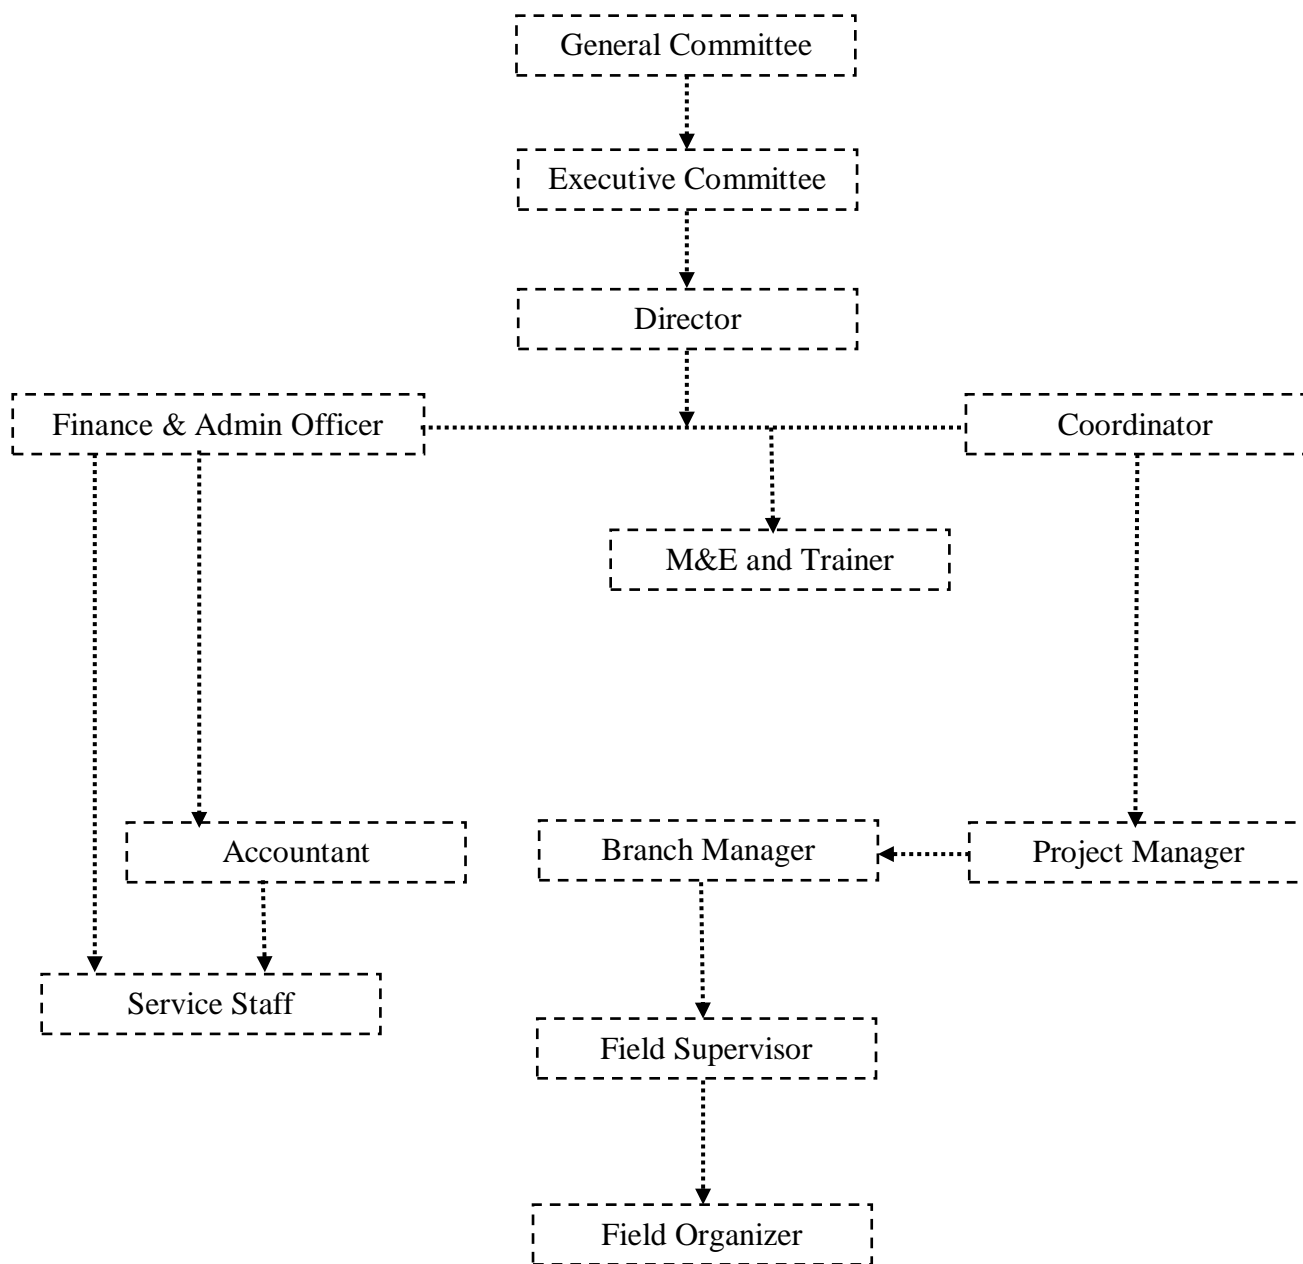 General Committee
Executive Committee
Director
Finance & Admin Officer
Coordinator
M&E and Trainer
Accountant
Branch Manager
Project Manager
Service Staff
Field Supervisor
Field Organizer